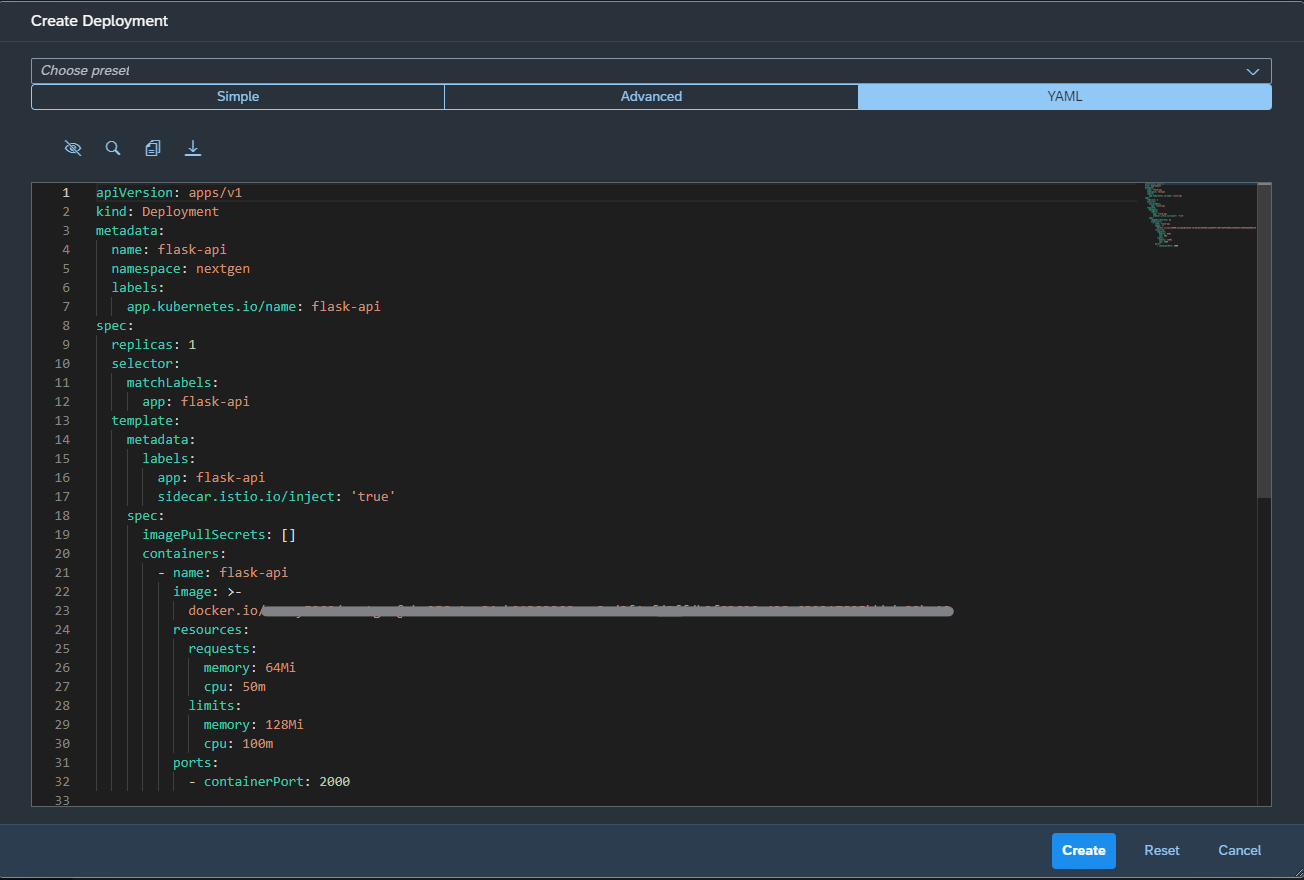 Create Deployment
Choose preset
Simple
Advanced
YAML
1 apiVersion: apps/v1
2 kind: Deployment
3 metadata:
4 name: flask-api
5 namespace: nextgen
6 labels:
7 app.kubernetes.io/name: flask-api
8 spec:
9 replicas: 1
10 selector:
11 matchLabels:
12 app: flask-api
13 template:
14 metadata:
15 labels:
16 app: flask-api
17 sidecar.istio.io/inject: 'true'
18 spec:
19 imagePullSecrets: []
20 containers:
21 - name: flask-api
22 image: >-
23 docker.io/
24 resources:
25 requests:
26 memory: 64Mi
27 cpu: 50m
28 limits:
29 memory: 128Mi
30 cpu: 100m
31 ports:
32 - containerPort: 2000
33
Create
Reset
Cancel